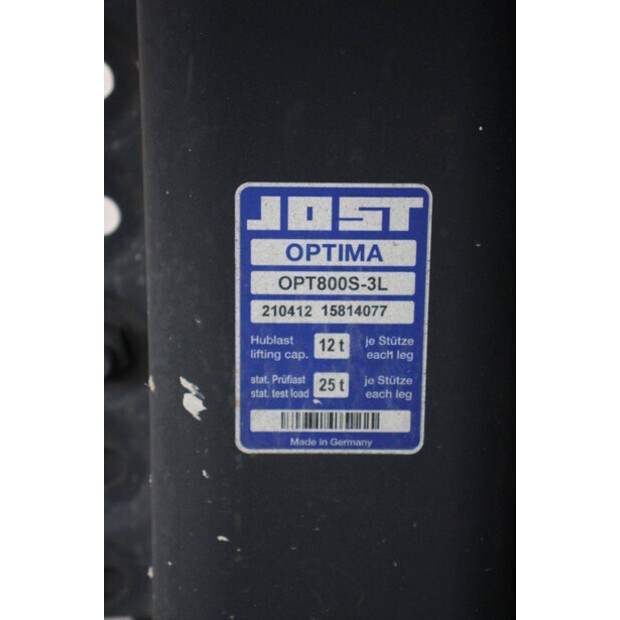 JOST
OPTIMA
OPT800S-3L
210412 15814077
Hublast 12 t je Stütze
lifting cap. each leg
stat. Prüflast 25 t je Stütze
stat. test load each leg
Made in Germany